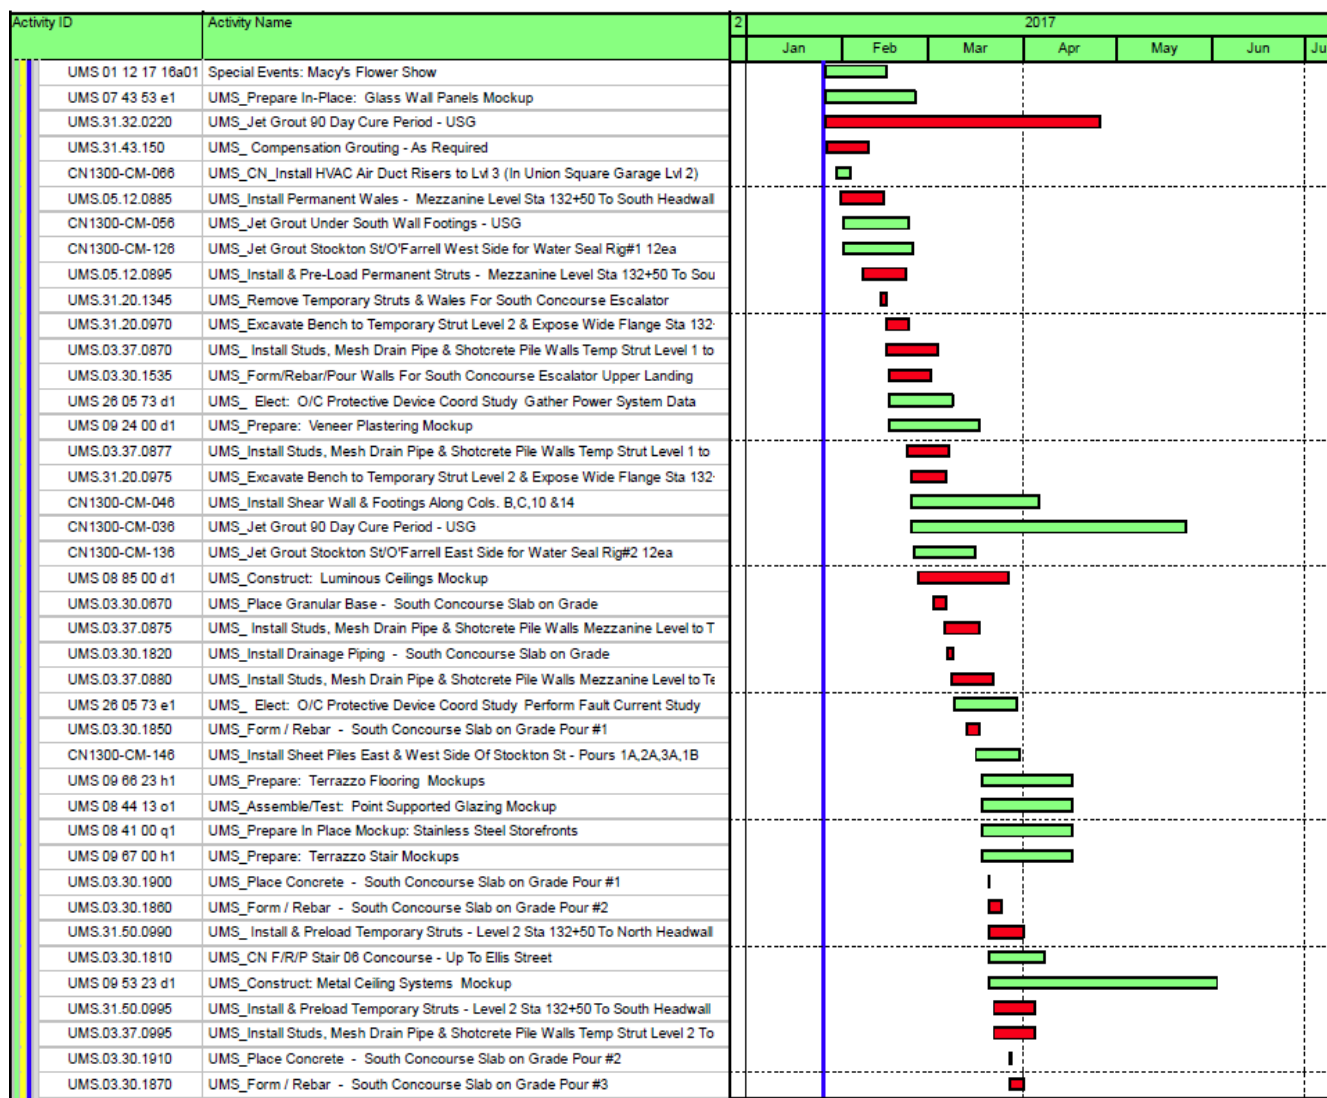 Activity ID Activity Name 2 2017
Jan Feb Mar Apr May Jun Ju
UMS 01 12 17 16a01 Special Events: Macy's Flower Show
UMS 07 43 53 e1 UMS_Prepare In-Place: Glass Wall Panels Mockup
UMS.31.32.0220 UMS_Jet Grout 90 Day Cure Period - USG
UMS.31.43.150 UMS_ Compensation Grouting - As Required
CN1300-CM-066 UMS_CN_Install HVAC Air Duct Risers to Lvl 3 (In Union Square Garage Lvl 2)
UMS.05.12.0885 UMS_Install Permanent Wales - Mezzanine Level Sta 132+50 To South Headwall
CN1300-CM-056 UMS_Jet Grout Under South Wall Footings - USG
CN1300-CM-126 UMS_Jet Grout Stockton St/O'Farrell West Side for Water Seal Rig#1 12ea
UMS.05.12.0895 UMS_Install & Pre-Load Permanent Struts - Mezzanine Level Sta 132+50 To Sou
UMS.31.20.1345 UMS_Remove Temporary Struts & Wales For South Concourse Escalator
UMS.31.20.0970 UMS_Excavate Bench to Temporary Strut Level 2 & Expose Wide Flange Sta 132-
UMS.03.37.0870 UMS_ Install Studs, Mesh Drain Pipe & Shotcrete Pile Walls Temp Strut Level 1 to
UMS.03.30.1535 UMS_Form/Rebar/Pour Walls For South Concourse Escalator Upper Landing
UMS 26 05 73 d1 UMS_ Elect: O/C Protective Device Coord Study Gather Power System Data
UMS 09 24 00 d1 UMS_Prepare: Veneer Plastering Mockup
UMS.03.37.0877 UMS_Install Studs, Mesh Drain Pipe & Shotcrete Pile Walls Temp Strut Level 1 to
UMS.31.20.0975 UMS_Excavate Bench to Temporary Strut Level 2 & Expose Wide Flange Sta 132-
CN1300-CM-046 UMS_Install Shear Wall & Footings Along Cols. B,C,10 &14
CN1300-CM-036 UMS_Jet Grout 90 Day Cure Period - USG
CN1300-CM-136 UMS_Jet Grout Stockton St/O'Farrell East Side for Water Seal Rig#2 12ea
UMS 08 85 00 d1 UMS_Construct: Luminous Ceilings Mockup
UMS.03.30.0670 UMS_Place Granular Base - South Concourse Slab on Grade
UMS.03.37.0875 UMS_ Install Studs, Mesh Drain Pipe & Shotcrete Pile Walls Mezzanine Level to T
UMS.03.30.1820 UMS_Install Drainage Piping - South Concourse Slab on Grade
UMS.03.37.0880 UMS_Install Studs, Mesh Drain Pipe & Shotcrete Pile Walls Mezzanine Level to Te
UMS 26 05 73 e1 UMS_ Elect: O/C Protective Device Coord Study Perform Fault Current Study
UMS.03.30.1850 UMS_Form / Rebar - South Concourse Slab on Grade Pour #1
CN1300-CM-146 UMS_Install Sheet Piles East & West Side Of Stockton St - Pours 1A,2A,3A,1B
UMS 09 66 23 h1 UMS_Prepare: Terrazzo Flooring Mockups
UMS 08 44 13 o1 UMS_Assemble/Test: Point Supported Glazing Mockup
UMS 08 41 00 q1 UMS_Prepare In Place Mockup: Stainless Steel Storefronts
UMS 09 67 00 h1 UMS_Prepare: Terrazzo Stair Mockups
UMS.03.30.1900 UMS_Place Concrete - South Concourse Slab on Grade Pour #1
UMS.03.30.1860 UMS_Form / Rebar - South Concourse Slab on Grade Pour #2
UMS.31.50.0990 UMS_ Install & Preload Temporary Struts - Level 2 Sta 132+50 To North Headwall
UMS.03.30.1810 UMS_CN F/R/P Stair 06 Concourse - Up To Ellis Street
UMS 09 53 23 d1 UMS_Construct: Metal Ceiling Systems Mockup
UMS.31.50.0995 UMS_Install & Preload Temporary Struts - Level 2 Sta 132+50 To South Headwall
UMS.03.37.0995 UMS_Install Studs, Mesh Drain Pipe & Shotcrete Pile Walls Temp Strut Level 2 To
UMS.03.30.1910 UMS_Place Concrete - South Concourse Slab on Grade Pour #2
UMS.03.30.1870 UMS_Form / Rebar - South Concourse Slab on Grade Pour #3